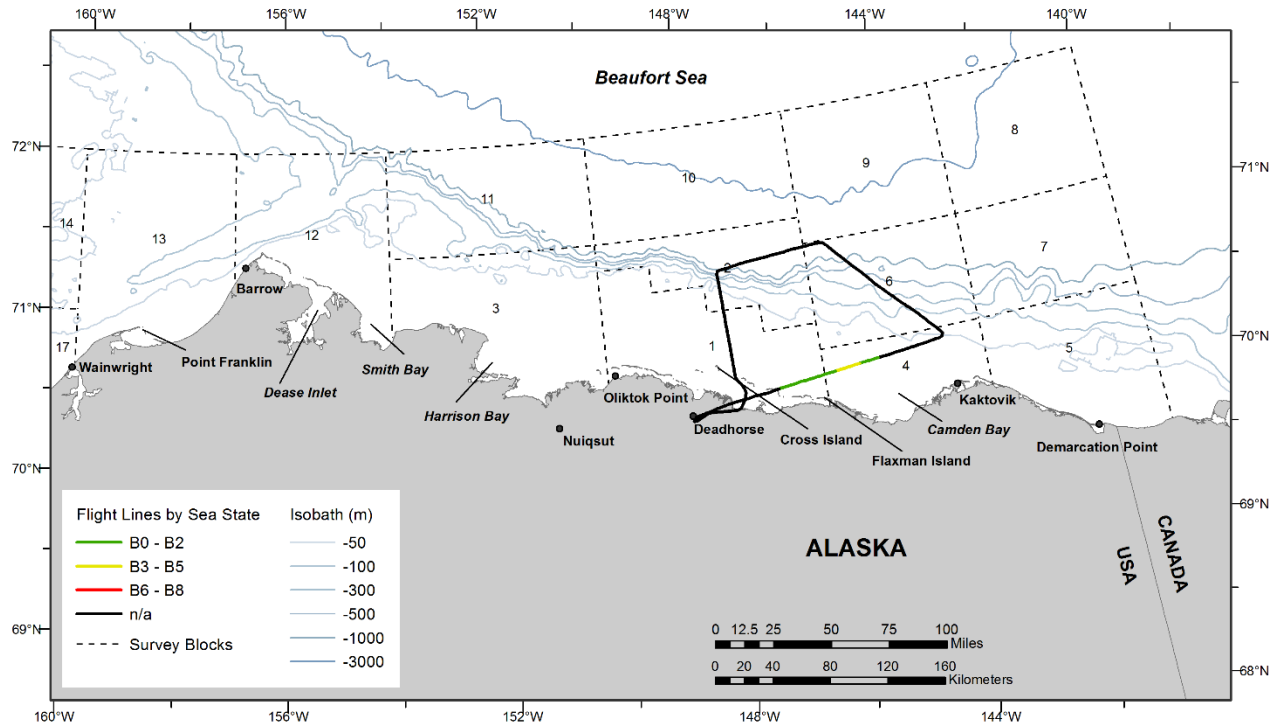 160°W 156°W 152°W 148°W 144°W 140°W
Beaufort Sea
72°N
71°N
8
9
10
11
14
13
12
7
2
6
Barrow
71°N
3
70°N
17
Wainwright
Point Franklin
Dease Inlet
Smith Bay
Harrison Bay
1
4
5
Oliktok Point
Deadhorse
Nuiqsut
Cross Island
Flaxman Island
Camden Bay
Kaktovik
Demarcation Point
70°N
69°N
Flight Lines by Sea State
B0 - B2
B3 - B5
B6 - B8
n/a
Survey Blocks
Isobath (m)
-50
-100
-300
-500
-1000
-3000
ALASKA
USA
CANADA
0 12.5 25 50 75 100
Miles
0 20 40 80 120 160
Kilometers
69°N
68°N
160°W 156°W 152°W 148°W 144°W